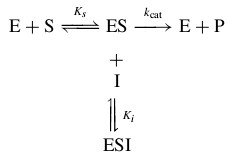 E + S ⇌ ES ⟶ E + P
Ks kcat
+
I
⇌ Ki
ESI